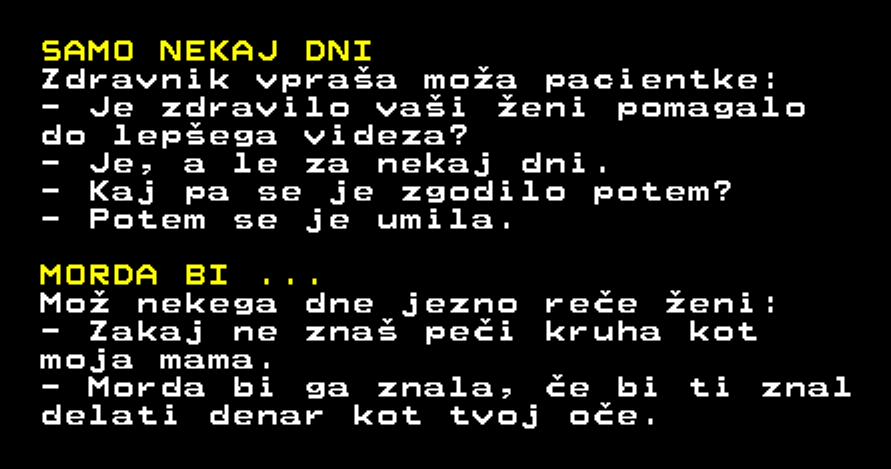 SAMO NEKAJ DNI
Zdravnik vpraša moža pacientke:
- Je zdravilo vaši ženi pomagalo
do lepšega videza?
- Je, a le za nekaj dni.
- Kaj pa se je zgodilo potem?
- Potem se je umila.
MORDA BI ...
Mož nekega dne jezno reče ženi:
- Zakaj ne znaš peči kruha kot
moja mama.
- Morda bi ga znala, če bi ti znal
delati denar kot tvoj oče.